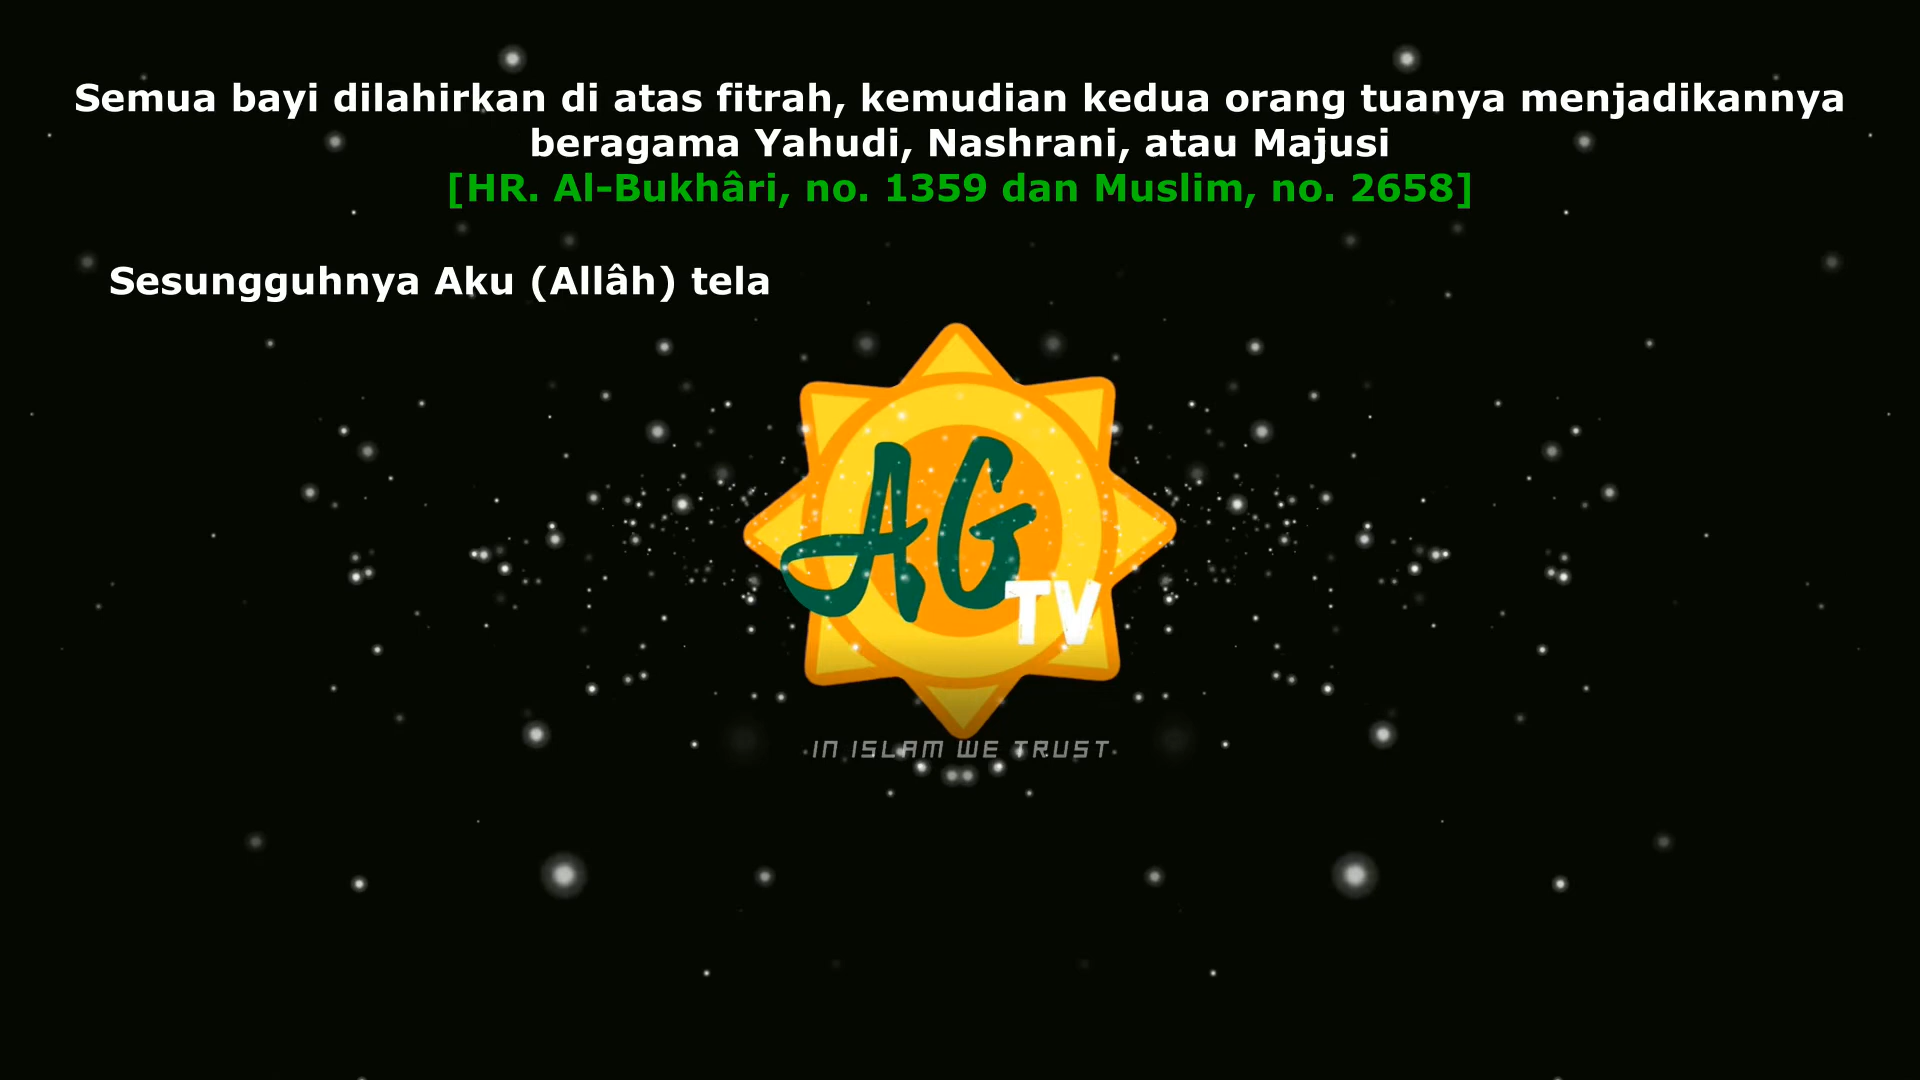 Semua bayi dilahirkan di atas fitrah, kemudian kedua orang tuanya menjadikannya
beragama Yahudi, Nashrani, atau Majusi
[HR. Al-Bukhâri, no. 1359 dan Muslim, no. 2658]
Sesungguhnya Aku (Allâh) tela
AG
TV
IN ISLAM WE TRUST